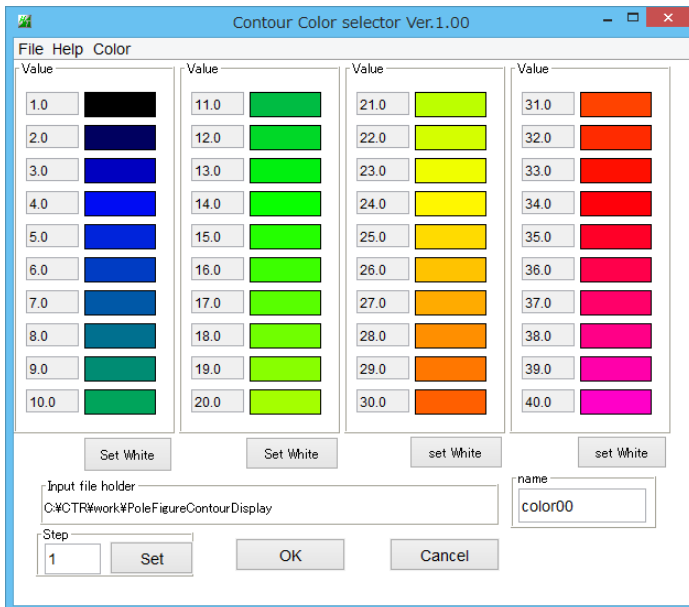 Contour Color selector Ver.1.00
File Help Color
Value Value Value Value
1.0 11.0 21.0 31.0
2.0 12.0 22.0 32.0
3.0 13.0 23.0 33.0
4.0 14.0 24.0 34.0
5.0 15.0 25.0 35.0
6.0 16.0 26.0 36.0
7.0 17.0 27.0 37.0
8.0 18.0 28.0 38.0
9.0 19.0 29.0 39.0
10.0 20.0 30.0 40.0
Set White Set White set White set White
Input file holder name
C:¥CTR¥work¥PoleFigureContourDisplay color00
Step
1 Set OK Cancel